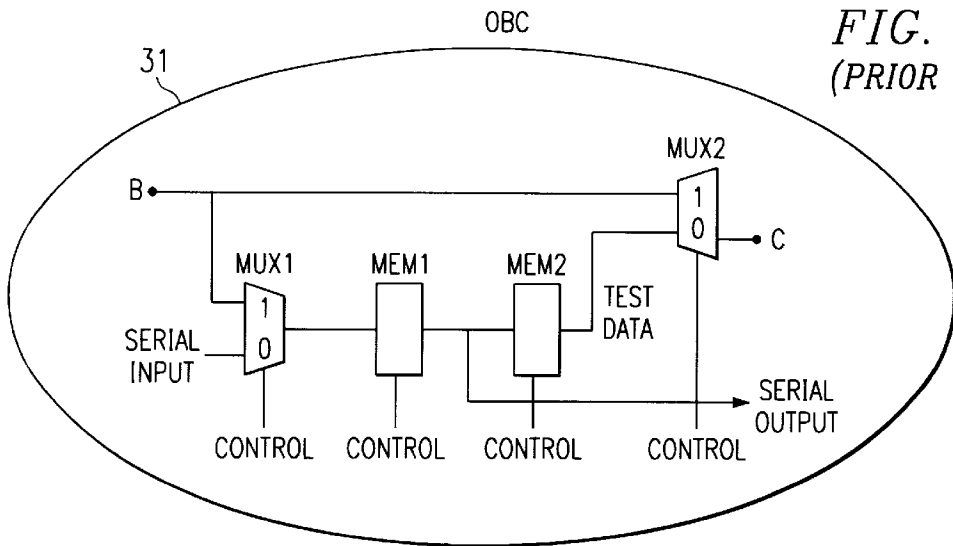 OBC
FIG.
(PRIOR
31
MUX2
B
1
0
C
MUX1
MEM1
MEM2
1
0
TEST
DATA
SERIAL
INPUT
SERIAL
OUTPUT
CONTROL
CONTROL
CONTROL
CONTROL